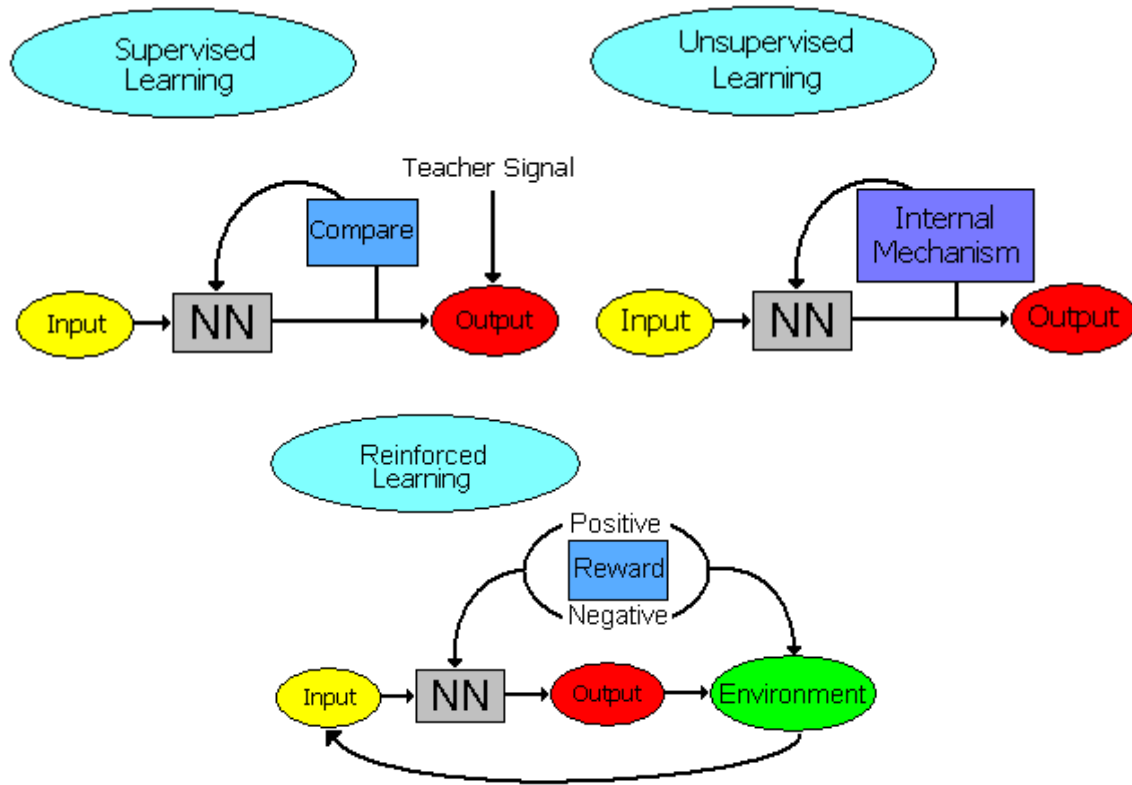 Supervised
Learning
Unsupervised
Learning
Teacher Signal
Compare
Input
NN
Output
Internal
Mechanism
Input
NN
Output
Reinforced
Learning
Positive
Reward
Negative
Input
NN
Output
Environment